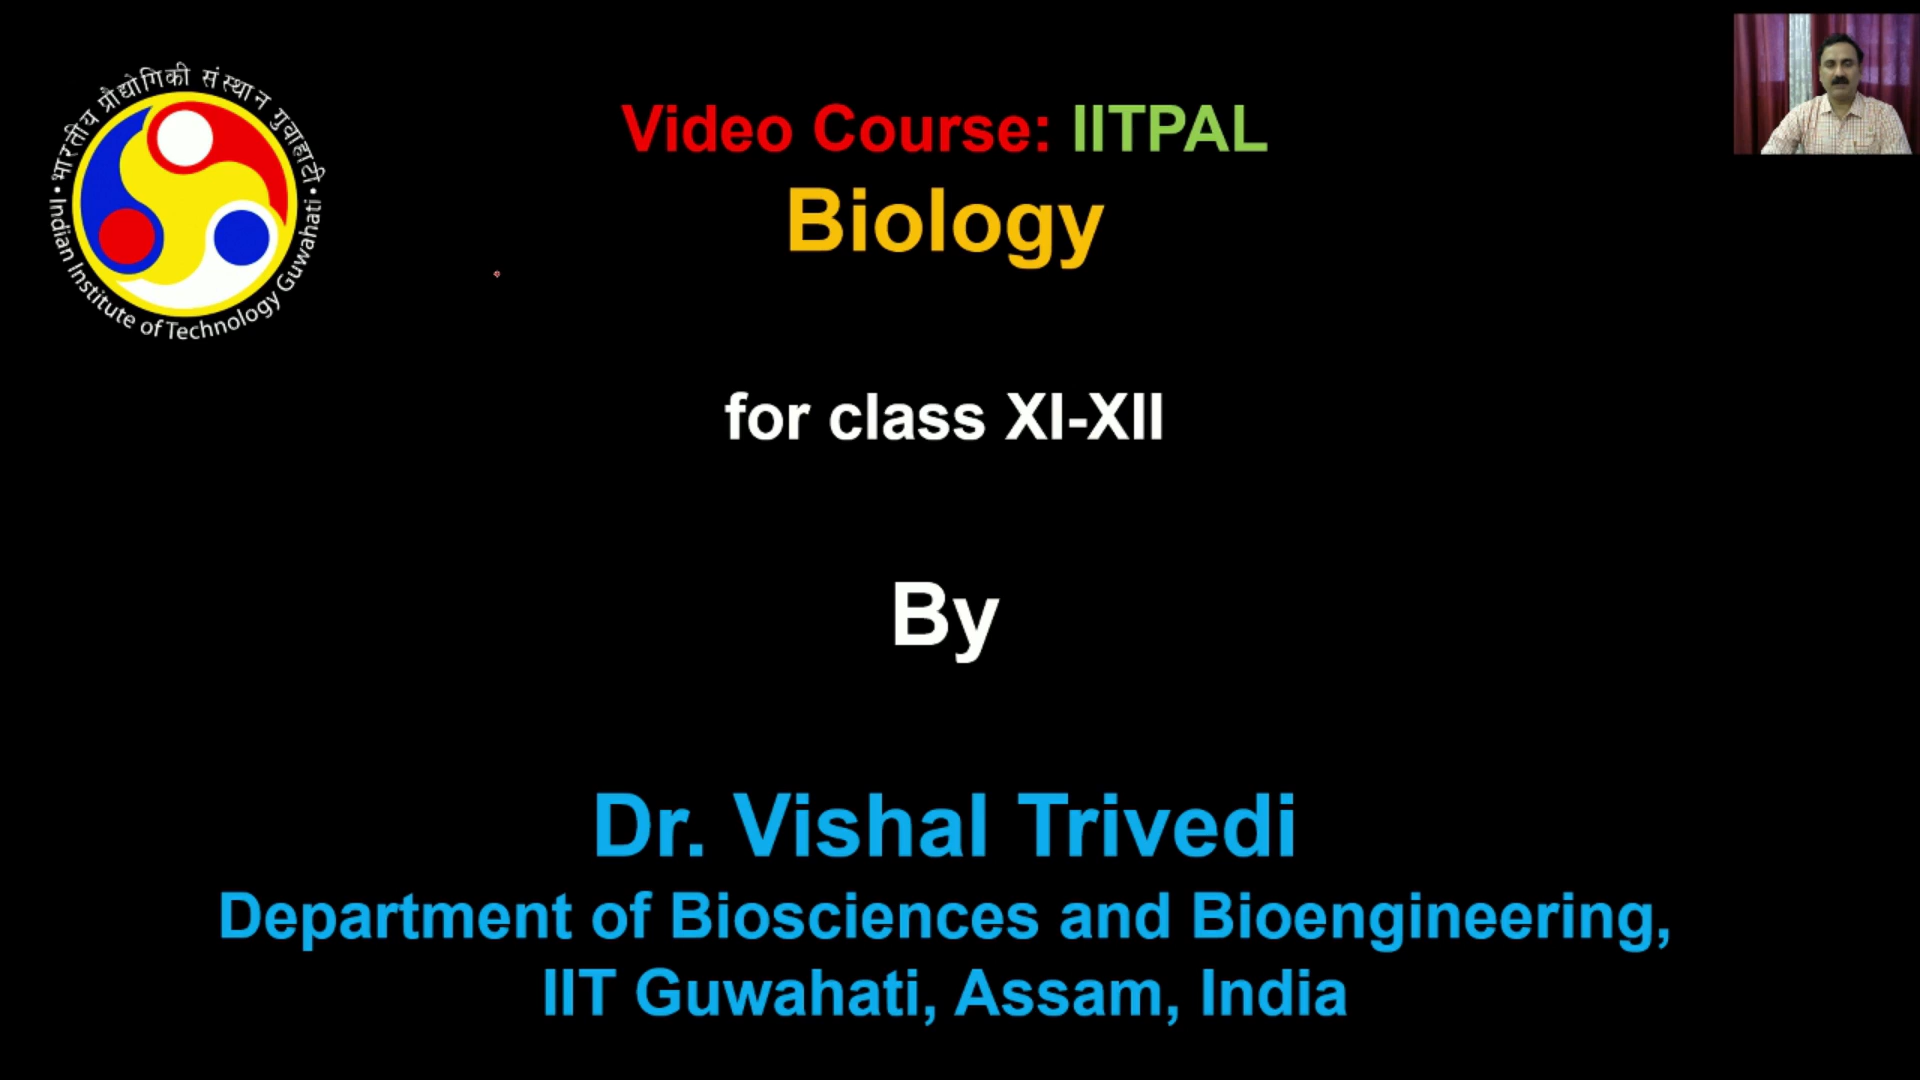 • भारतीय प्रौद्योगिकी संस्थान गुवाहाटी •
Indian Institute of Technology Guwahati
Video Course: IITPAL
Biology
for class XI-XII
By
Dr. Vishal Trivedi
Department of Biosciences and Bioengineering,
IIT Guwahati, Assam, India